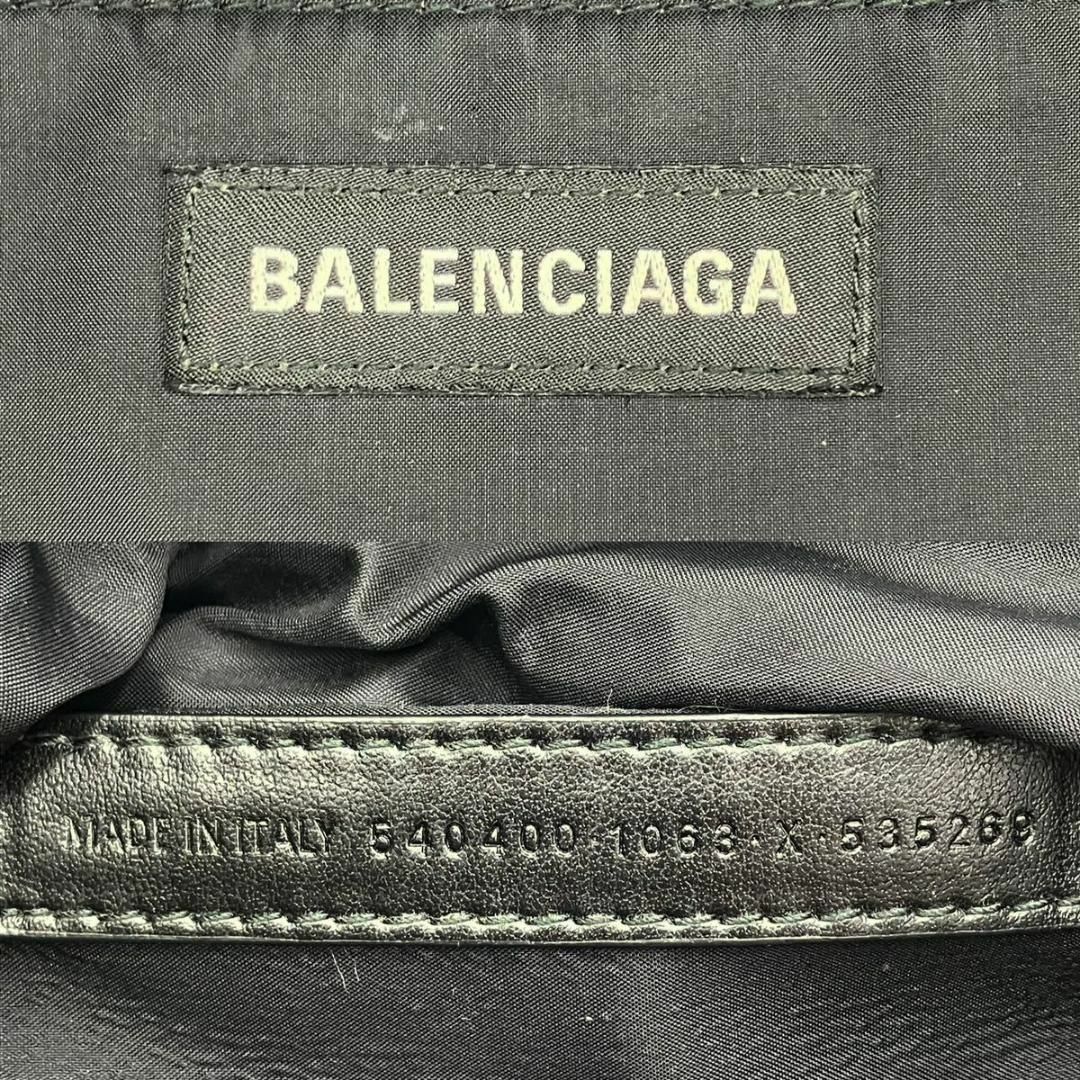 BALENCIAGA
MADE IN ITALY 540400·1063·X 535269